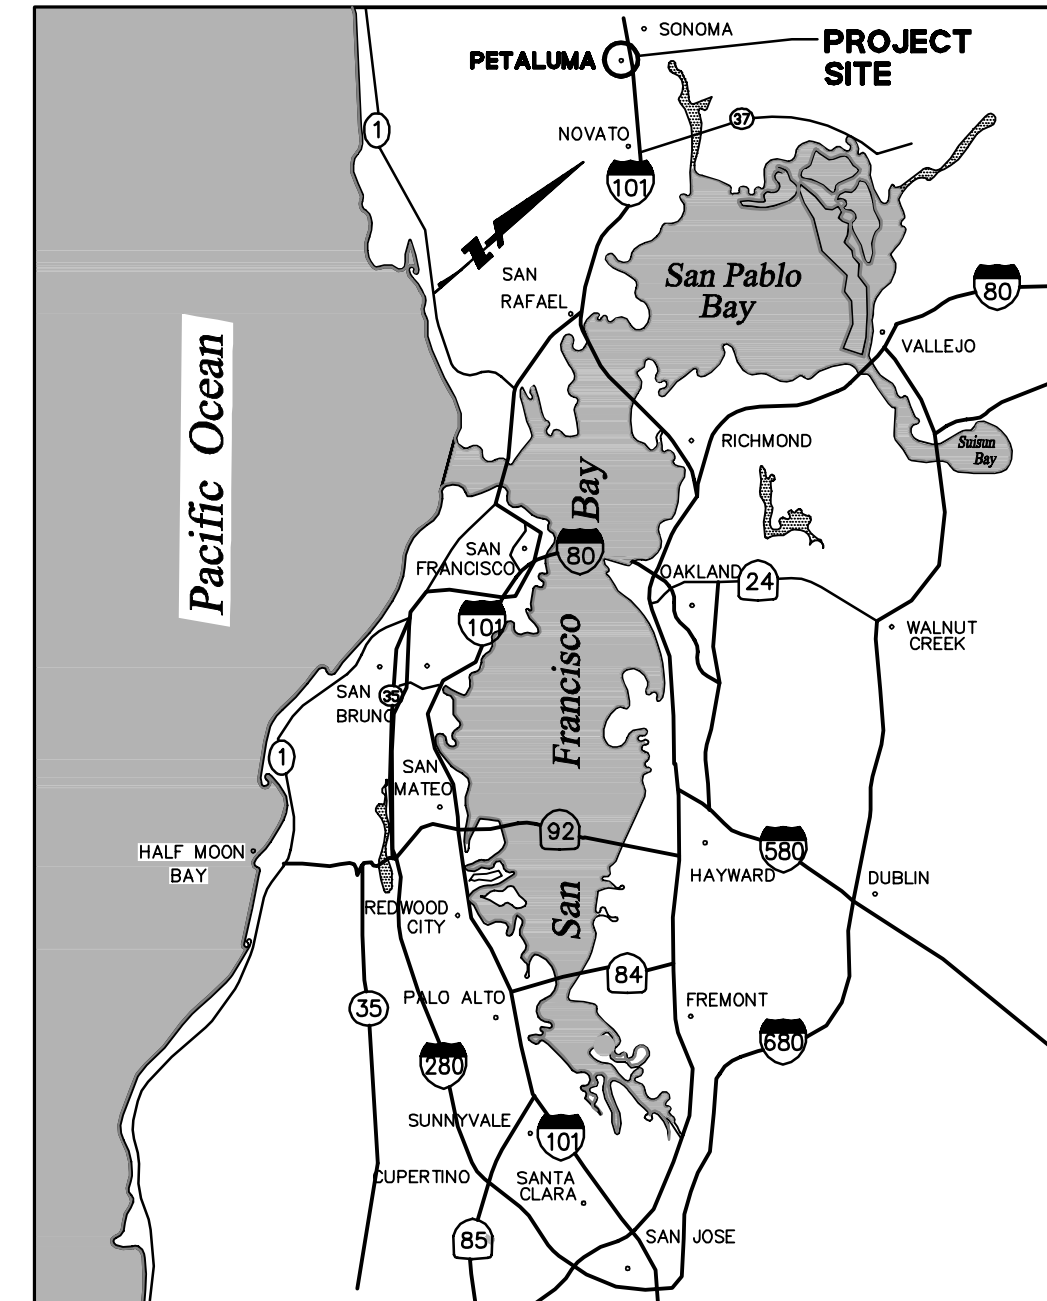 SONOMA
PETALUMA
PROJECT
SITE
1
37
NOVATO
101
N
SAN
RAFAEL
San Pablo
Bay
80
VALLEJO
Pacific Ocean
RICHMOND
Suisun
Bay
San Francisco Bay
SAN
FRANCISCO
80
OAKLAND
24
101
WALNUT
CREEK
SAN
BRUNO
35
1
SAN
MATEO
92
580
HALF MOON
BAY
HAYWARD
DUBLIN
REDWOOD
CITY
84
PALO ALTO
FREMONT
35
280
680
SUNNYVALE
101
CUPERTINO
SANTA
CLARA
85
SAN JOSE